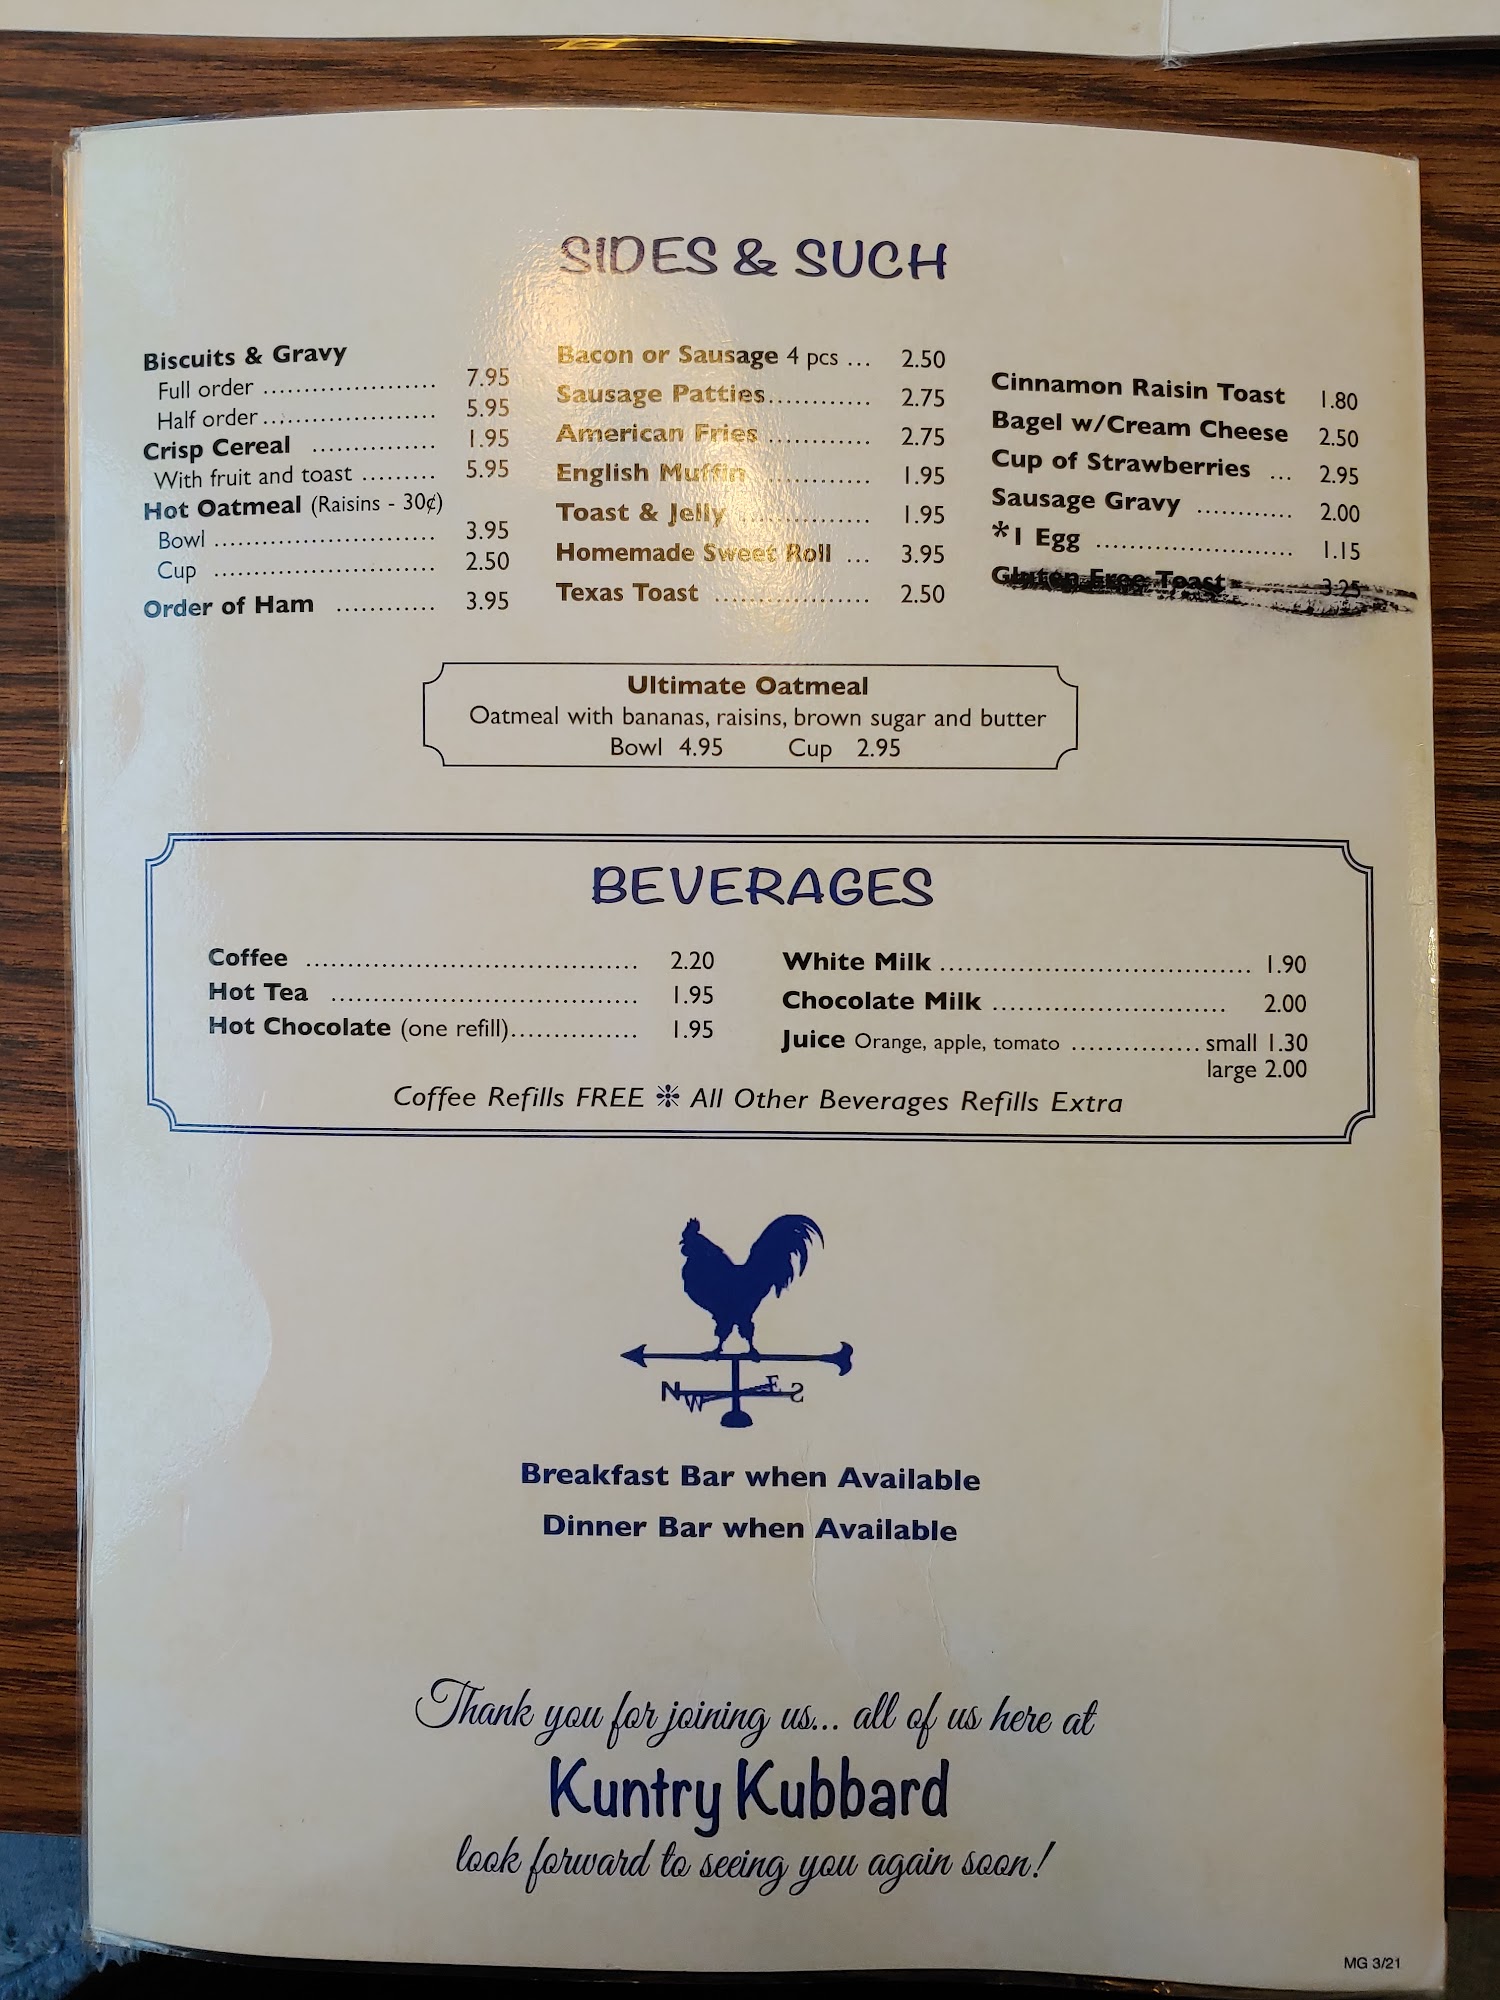 SIDES & SUCH
Biscuits & Gravy
Full order ...................... 7.95
Half order ...................... 5.95
Crisp Cereal ............... 1.95
With fruit and toast ......... 5.95
Hot Oatmeal (Raisins - 30¢)
Bowl ............................ 3.95
Cup ............................ 2.50
Order of Ham ............ 3.95
Bacon or Sausage 4 pcs ... 2.50
Sausage Patties............ 2.75
American Fries ............ 2.75
English Muffin ............ 1.95
Toast & Jelly ............... 1.95
Homemade Sweet Roll ... 3.95
Texas Toast .................. 2.50
Cinnamon Raisin Toast 1.80
Bagel w/Cream Cheese 2.50
Cup of Strawberries ... 2.95
Sausage Gravy ............ 2.00
*1 Egg ......................... 1.15
Gluten Free Toast ......... 3.25
Ultimate Oatmeal
Oatmeal with bananas, raisins, brown sugar and butter
Bowl 4.95 Cup 2.95
BEVERAGES
Coffee ....................................... 2.20
Hot Tea .................................... 1.95
Hot Chocolate (one refill)............... 1.95
White Milk .................................... 1.90
Chocolate Milk ........................... 2.00
Juice Orange, apple, tomato ............... small 1.30
large 2.00
Coffee Refills FREE ❊ All Other Beverages Refills Extra
N W E S
Breakfast Bar when Available
Dinner Bar when Available
Thank you for joining us... all of us here at
Kuntry Kubbard
look forward to seeing you again soon!
MG 3/21